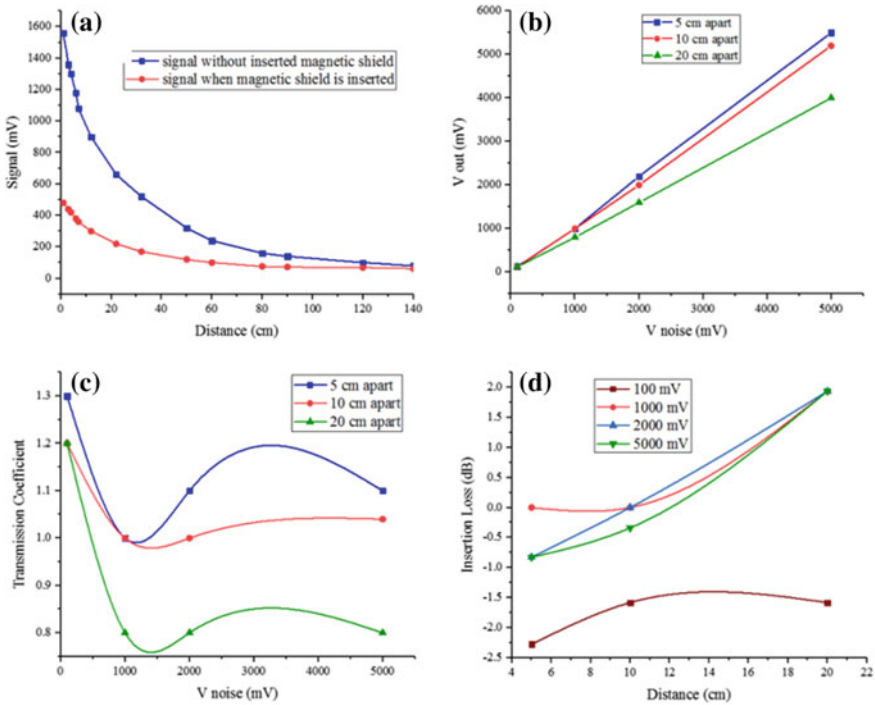 (a)
signal without inserted magnetic shield
signal when magnetic shield is inserted
1600
1400
1200
1000
800
600
400
200
0
Signal (mV)
0 20 40 60 80 100 120 140
Distance (cm)
(b)
5 cm apart
10 cm apart
20 cm apart
6000
5000
4000
3000
2000
1000
0
V out (mV)
0 1000 2000 3000 4000 5000
V noise (mV)
(c)
5 cm apart
10 cm apart
20 cm apart
1.3
1.2
1.1
1.0
0.9
0.8
Transmission Coefficient
0 1000 2000 3000 4000 5000
V noise (mV)
(d)
100 mV
1000 mV
2000 mV
5000 mV
2.0
1.5
1.0
0.5
0.0
-0.5
-1.0
-1.5
-2.0
-2.5
Insertion Loss (dB)
4 6 8 10 12 14 16 18 20 22
Distance (cm)